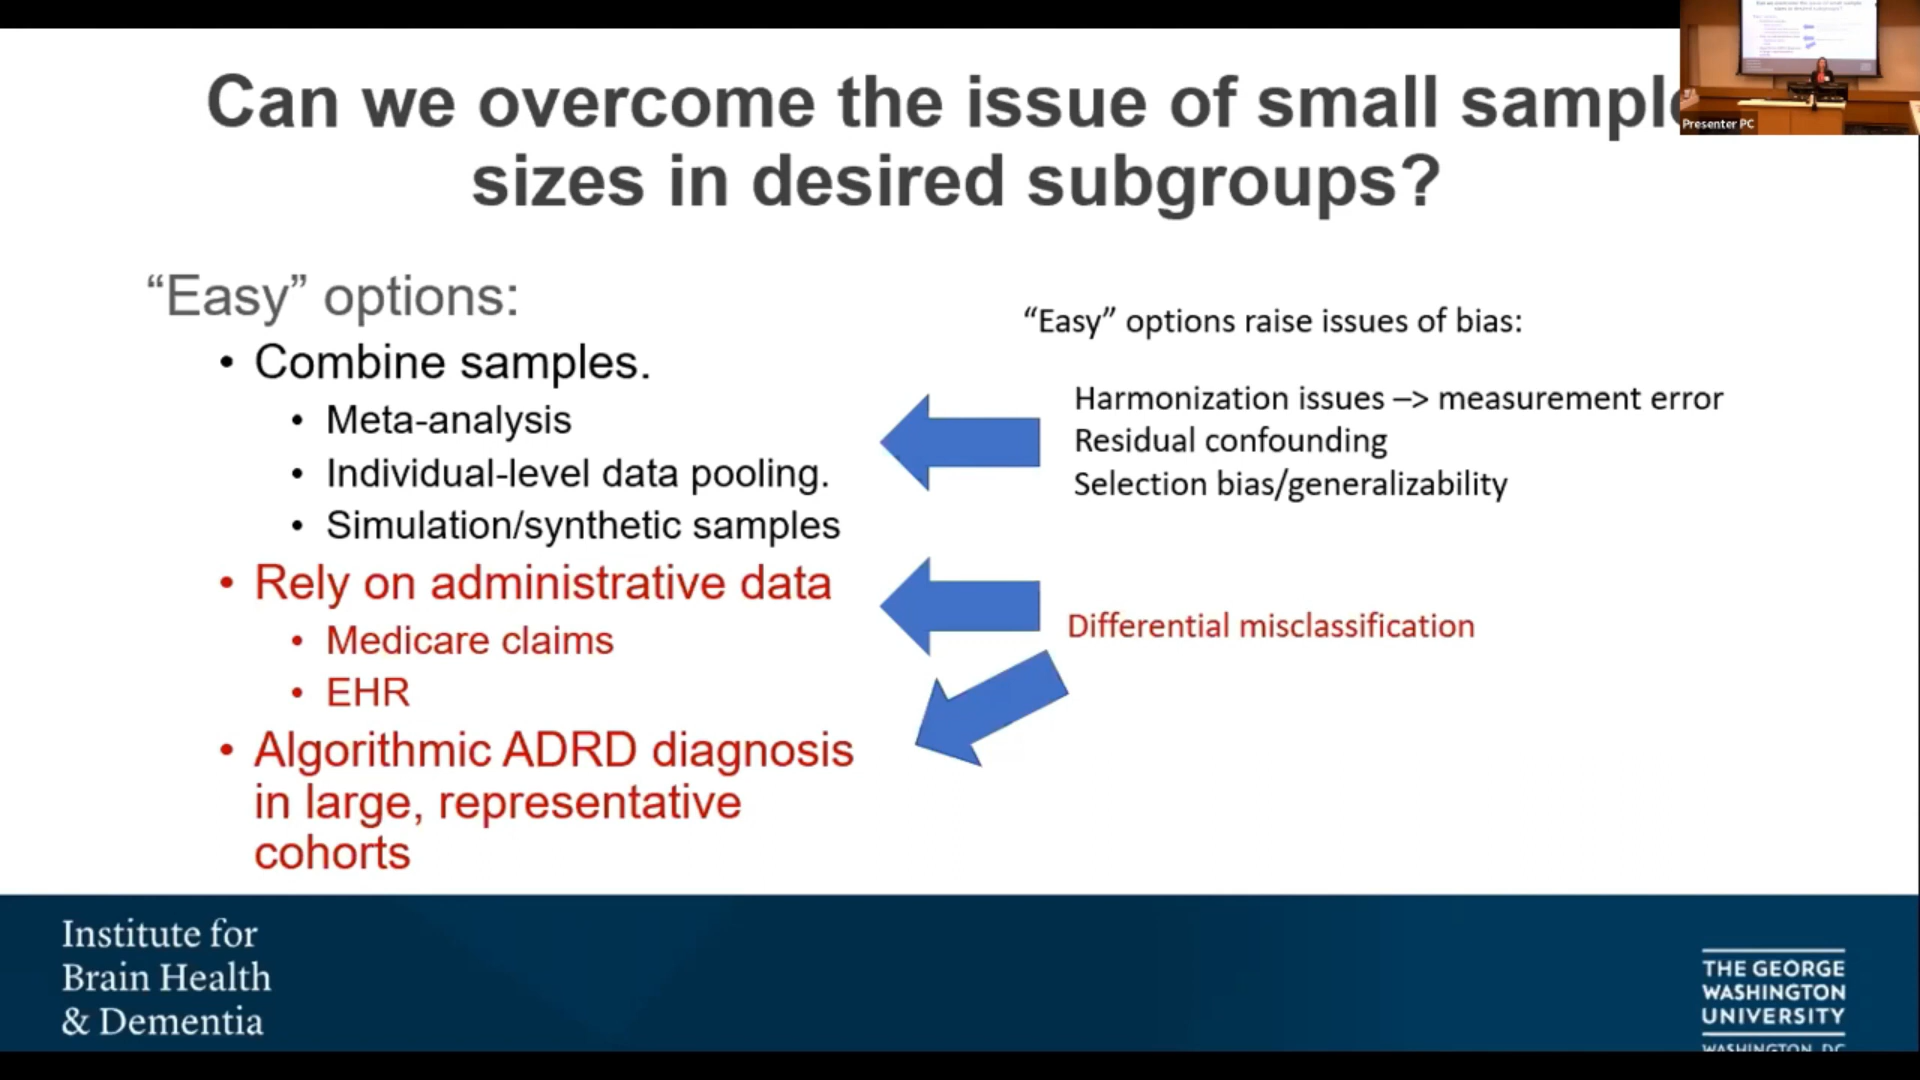 Can we overcome the issue of small sample
sizes in desired subgroups?
Presenter PC
“Easy” options:
• Combine samples.
• Meta-analysis
• Individual-level data pooling.
• Simulation/synthetic samples
• Rely on administrative data
• Medicare claims
• EHR
• Algorithmic ADRD diagnosis
in large, representative
cohorts
“Easy” options raise issues of bias:
Harmonization issues –> measurement error
Residual confounding
Selection bias/generalizability
Differential misclassification
Institute for
Brain Health
& Dementia
THE GEORGE
WASHINGTON
UNIVERSITY
WASHINGTON, DC